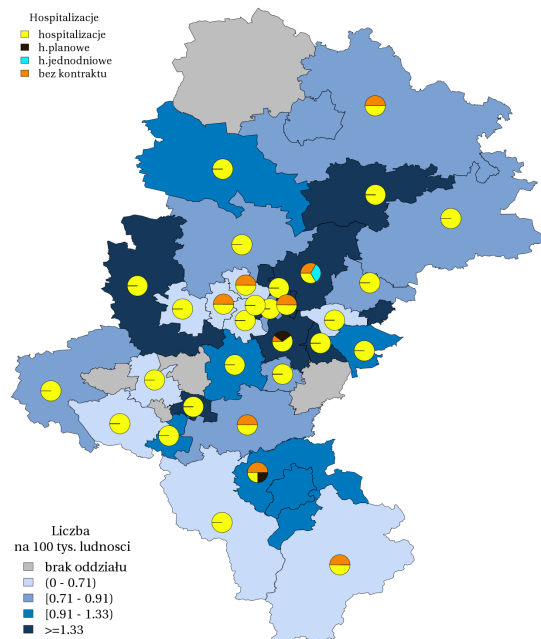 Hospitalizacje
hospitalizacje
h.planowe
h.jednodniowe
bez kontraktu
Liczba
na 100 tys. ludnosci
brak oddziału
(0 - 0.71)
[0.71 - 0.91)
[0.91 - 1.33)
>=1.33